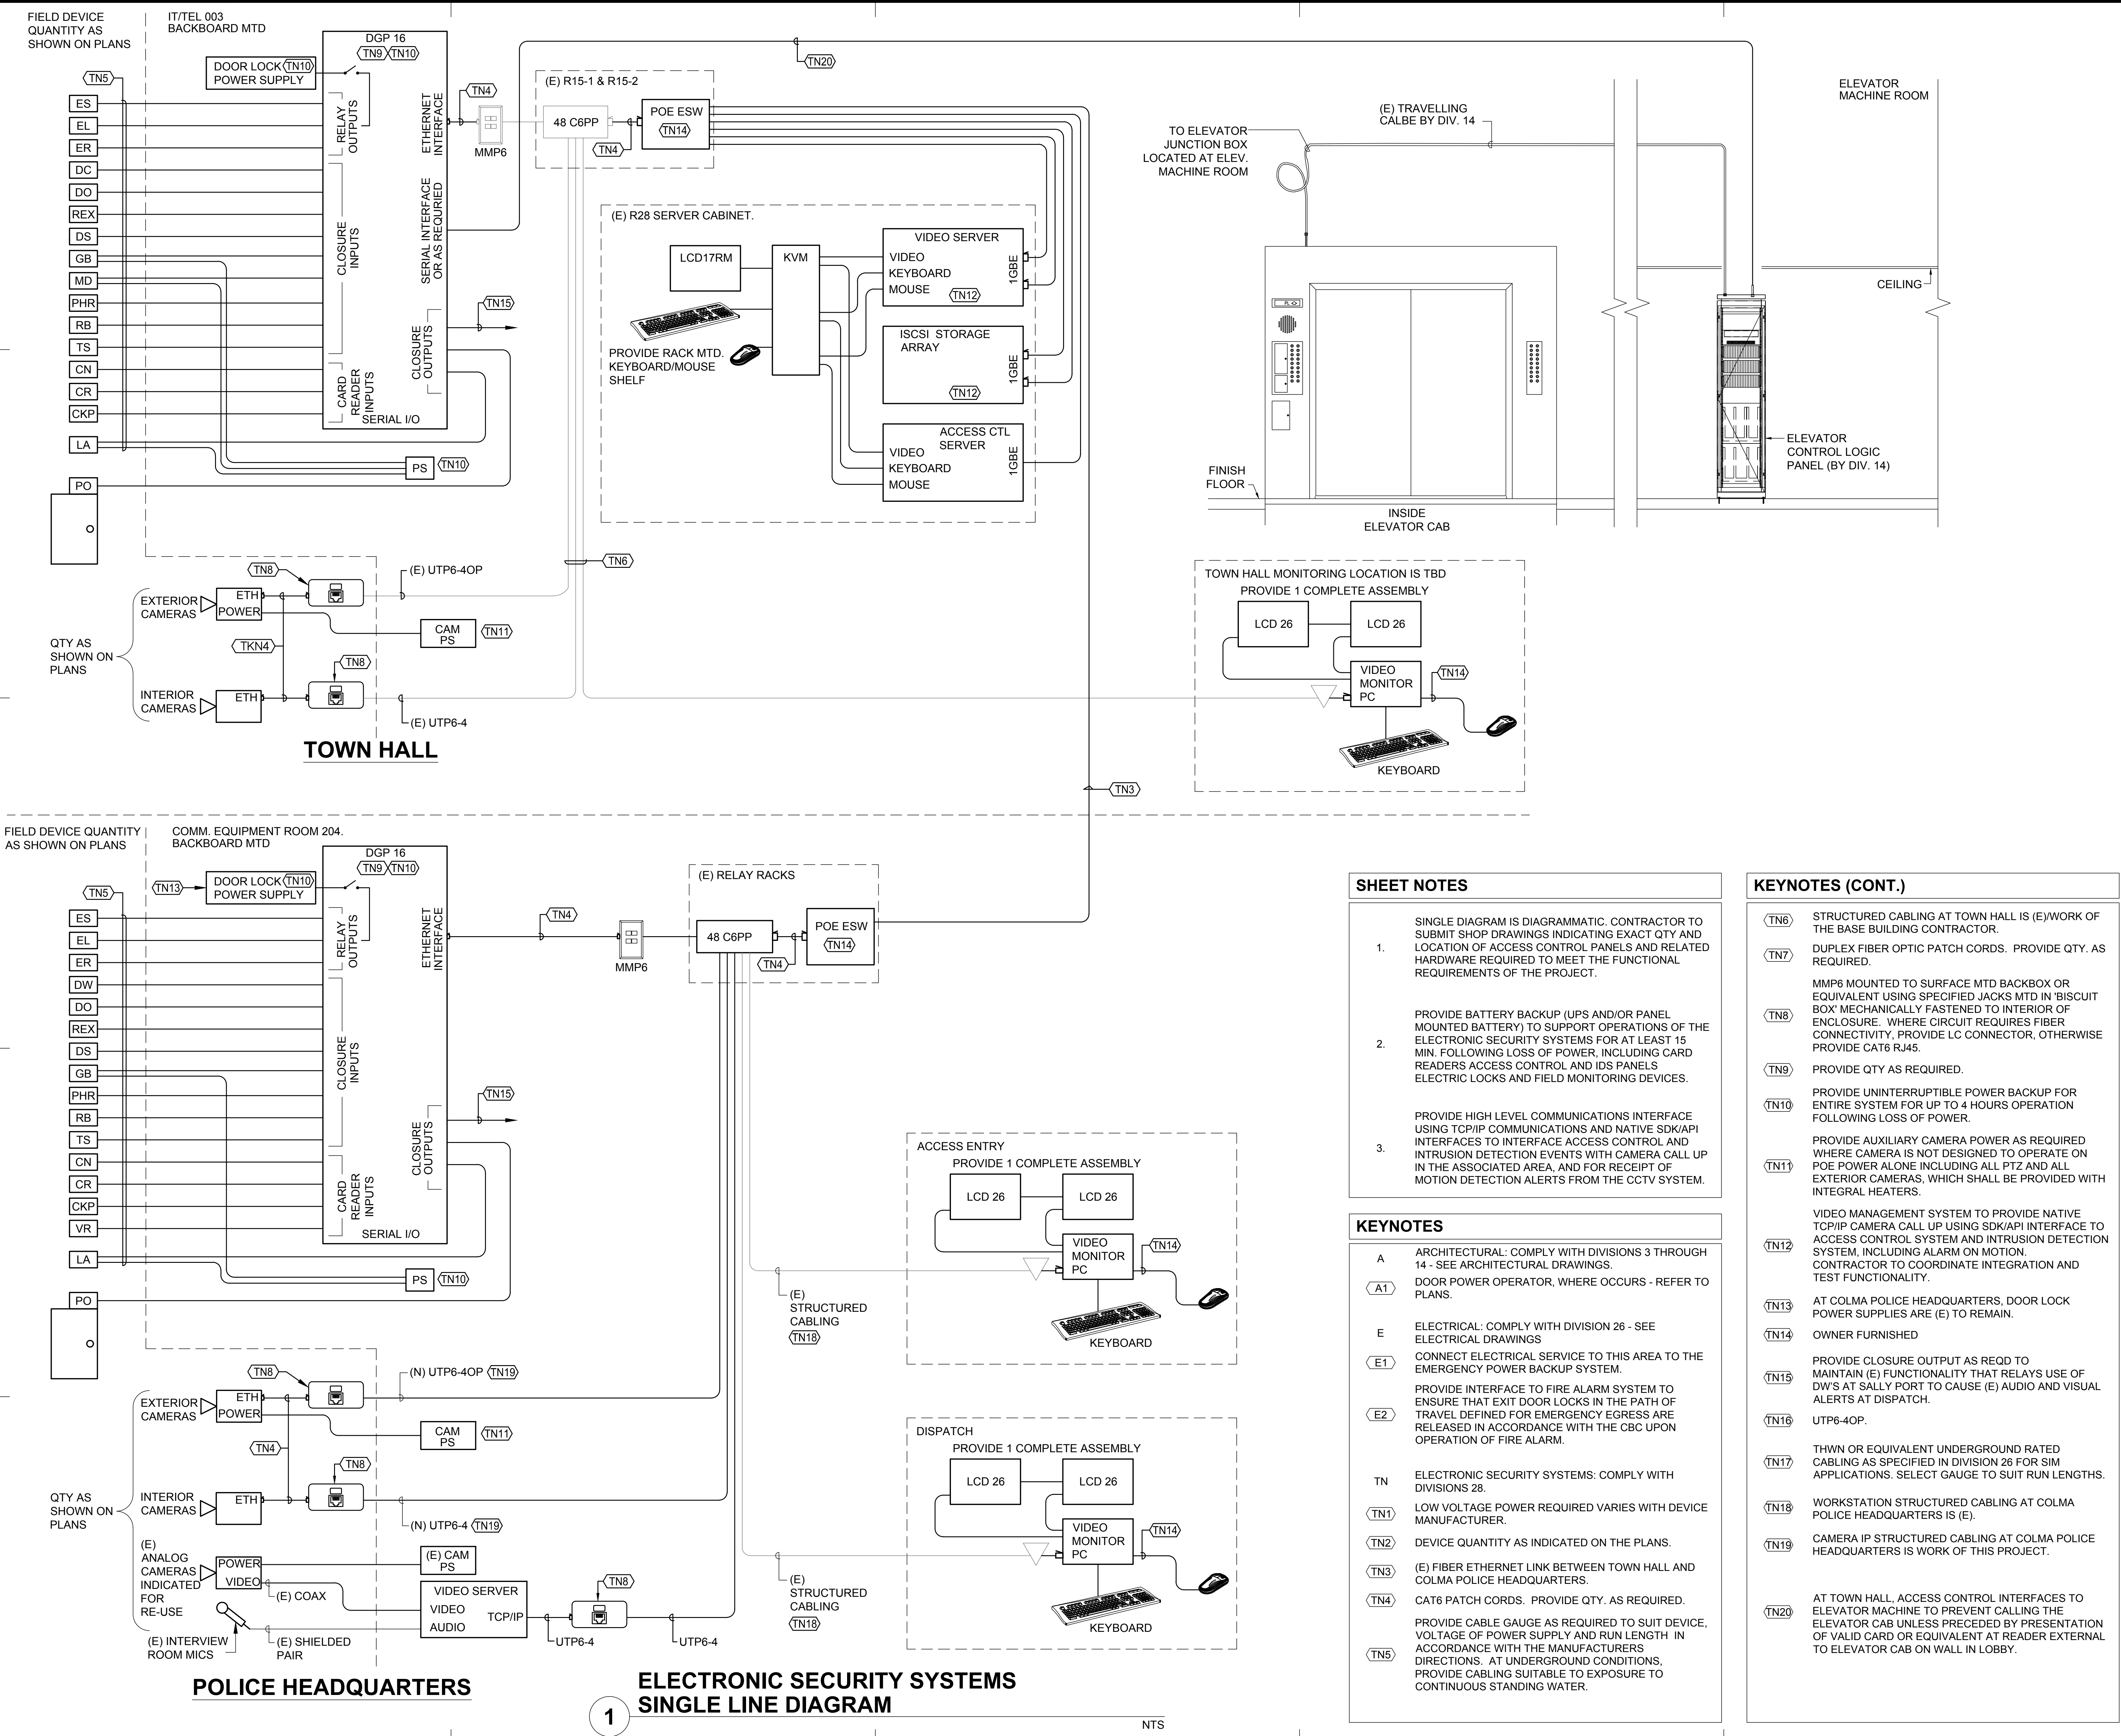 FIELD DEVICE
QUANTITY AS
SHOWN ON PLANS
IT/TEL 003
BACKBOARD MTD
DGP 16
TN9 TN10
DOOR LOCK TN10
POWER SUPPLY
TN5
ES
EL
ER
DC
DO
REX
DS
GB
MD
PHR
RB
TS
CN
CR
CKP
LA
PO
RELAY
OUTPUTS
CLOSURE
INPUTS
CARD
READER
INPUTS
SERIAL I/O
ETHERNET
INTERFACE
SERIAL INTERFACE
OR AS REQURIED
CLOSURE
OUTPUTS
TN15
PS
TN10
TN4
MMP6
(E) R15-1 & R15-2
48 C6PP
TN4
POE ESW
TN14
TN20
(E) R28 SERVER CABINET.
LCD17RM
KVM
PROVIDE RACK MTD.
KEYBOARD/MOUSE
SHELF
VIDEO SERVER
VIDEO
KEYBOARD
MOUSE
TN12
1GBE
ISCSI STORAGE
ARRAY
TN12
1GBE
ACCESS CTL
SERVER
VIDEO
KEYBOARD
MOUSE
1GBE
TO ELEVATOR
JUNCTION BOX
LOCATED AT ELEV.
MACHINE ROOM
(E) TRAVELLING
CALBE BY DIV. 14
ELEVATOR
MACHINE ROOM
CEILING
ELEVATOR
CONTROL LOGIC
PANEL (BY DIV. 14)
FINISH
FLOOR
INSIDE
ELEVATOR CAB
TN8
(E) UTP6-4OP
TN6
EXTERIOR
CAMERAS
ETH
POWER
CAM
PS
TN11
QTY AS
SHOWN ON
PLANS
TKN4
TN8
INTERIOR
CAMERAS
ETH
(E) UTP6-4
TOWN HALL
TOWN HALL MONITORING LOCATION IS TBD
PROVIDE 1 COMPLETE ASSEMBLY
LCD 26
LCD 26
VIDEO
MONITOR
PC
TN14
KEYBOARD
TN3
FIELD DEVICE QUANTITY
AS SHOWN ON PLANS
COMM. EQUIPMENT ROOM 204.
BACKBOARD MTD
DGP 16
TN9 TN10
TN13
DOOR LOCK TN10
POWER SUPPLY
TN5
ES
EL
ER
DW
DO
REX
DS
GB
PHR
RB
TS
CN
CR
CKP
VR
LA
PO
RELAY
OUTPUTS
CLOSURE
INPUTS
CARD
READER
INPUTS
SERIAL I/O
ETHERNET
INTERFACE
CLOSURE
OUTPUTS
TN15
PS
TN10
TN4
MMP6
(E) RELAY RACKS
48 C6PP
TN4
POE ESW
TN14
ACCESS ENTRY
PROVIDE 1 COMPLETE ASSEMBLY
LCD 26
LCD 26
VIDEO
MONITOR
PC
TN14
KEYBOARD
(E)
STRUCTURED
CABLING
TN18
DISPATCH
PROVIDE 1 COMPLETE ASSEMBLY
LCD 26
LCD 26
VIDEO
MONITOR
PC
TN14
KEYBOARD
(E)
STRUCTURED
CABLING
TN18
TN8
(N) UTP6-4OP TN19
EXTERIOR
CAMERAS
ETH
POWER
CAM
PS
TN11
TN4
TN8
QTY AS
SHOWN ON
PLANS
INTERIOR
CAMERAS
ETH
(N) UTP6-4 TN19
(E)
ANALOG
CAMERAS
INDICATED
FOR
RE-USE
POWER
VIDEO
(E) CAM
PS
(E) COAX
VIDEO SERVER
VIDEO
AUDIO
TCP/IP
TN8
UTP6-4
UTP6-4
(E) INTERVIEW
ROOM MICS
(E) SHIELDED
PAIR
POLICE HEADQUARTERS
1
ELECTRONIC SECURITY SYSTEMS
SINGLE LINE DIAGRAM
NTS
SHEET NOTES
1. SINGLE DIAGRAM IS DIAGRAMMATIC. CONTRACTOR TO
SUBMIT SHOP DRAWINGS INDICATING EXACT QTY AND
LOCATION OF ACCESS CONTROL PANELS AND RELATED
HARDWARE REQUIRED TO MEET THE FUNCTIONAL
REQUIREMENTS OF THE PROJECT.
2. PROVIDE BATTERY BACKUP (UPS AND/OR PANEL
MOUNTED BATTERY) TO SUPPORT OPERATIONS OF THE
ELECTRONIC SECURITY SYSTEMS FOR AT LEAST 15
MIN. FOLLOWING LOSS OF POWER, INCLUDING CARD
READERS ACCESS CONTROL AND IDS PANELS
ELECTRIC LOCKS AND FIELD MONITORING DEVICES.
3. PROVIDE HIGH LEVEL COMMUNICATIONS INTERFACE
USING TCP/IP COMMUNICATIONS AND NATIVE SDK/API
INTERFACES TO INTERFACE ACCESS CONTROL AND
INTRUSION DETECTION EVENTS WITH CAMERA CALL UP
IN THE ASSOCIATED AREA, AND FOR RECEIPT OF
MOTION DETECTION ALERTS FROM THE CCTV SYSTEM.
KEYNOTES
A ARCHITECTURAL: COMPLY WITH DIVISIONS 3 THROUGH
14 - SEE ARCHITECTURAL DRAWINGS.
A1 DOOR POWER OPERATOR, WHERE OCCURS - REFER TO
PLANS.
E ELECTRICAL: COMPLY WITH DIVISION 26 - SEE
ELECTRICAL DRAWINGS
E1 CONNECT ELECTRICAL SERVICE TO THIS AREA TO THE
EMERGENCY POWER BACKUP SYSTEM.
E2 PROVIDE INTERFACE TO FIRE ALARM SYSTEM TO
ENSURE THAT EXIT DOOR LOCKS IN THE PATH OF
TRAVEL DEFINED FOR EMERGENCY EGRESS ARE
RELEASED IN ACCORDANCE WITH THE CBC UPON
OPERATION OF FIRE ALARM.
TN ELECTRONIC SECURITY SYSTEMS: COMPLY WITH
DIVISIONS 28.
TN1 LOW VOLTAGE POWER REQUIRED VARIES WITH DEVICE
MANUFACTURER.
TN2 DEVICE QUANTITY AS INDICATED ON THE PLANS.
TN3 (E) FIBER ETHERNET LINK BETWEEN TOWN HALL AND
COLMA POLICE HEADQUARTERS.
TN4 CAT6 PATCH CORDS. PROVIDE QTY. AS REQUIRED.
TN5 PROVIDE CABLE GAUGE AS REQUIRED TO SUIT DEVICE,
VOLTAGE OF POWER SUPPLY AND RUN LENGTH IN
ACCORDANCE WITH THE MANUFACTURERS
DIRECTIONS. AT UNDERGROUND CONDITIONS,
PROVIDE CABLING SUITABLE TO EXPOSURE TO
CONTINUOUS STANDING WATER.
KEYNOTES (CONT.)
TN6 STRUCTURED CABLING AT TOWN HALL IS (E)/WORK OF
THE BASE BUILDING CONTRACTOR.
TN7 DUPLEX FIBER OPTIC PATCH CORDS. PROVIDE QTY. AS
REQUIRED.
TN8 MMP6 MOUNTED TO SURFACE MTD BACKBOX OR
EQUIVALENT USING SPECIFIED JACKS MTD IN 'BISCUIT
BOX' MECHANICALLY FASTENED TO INTERIOR OF
ENCLOSURE. WHERE CIRCUIT REQUIRES FIBER
CONNECTIVITY, PROVIDE LC CONNECTOR, OTHERWISE
PROVIDE CAT6 RJ45.
TN9 PROVIDE QTY AS REQUIRED.
TN10 PROVIDE UNINTERRUPTIBLE POWER BACKUP FOR
ENTIRE SYSTEM FOR UP TO 4 HOURS OPERATION
FOLLOWING LOSS OF POWER.
TN11 PROVIDE AUXILIARY CAMERA POWER AS REQUIRED
WHERE CAMERA IS NOT DESIGNED TO OPERATE ON
POE POWER ALONE INCLUDING ALL PTZ AND ALL
EXTERIOR CAMERAS, WHICH SHALL BE PROVIDED WITH
INTEGRAL HEATERS.
TN12 VIDEO MANAGEMENT SYSTEM TO PROVIDE NATIVE
TCP/IP CAMERA CALL UP USING SDK/API INTERFACE TO
ACCESS CONTROL SYSTEM AND INTRUSION DETECTION
SYSTEM, INCLUDING ALARM ON MOTION.
CONTRACTOR TO COORDINATE INTEGRATION AND
TEST FUNCTIONALITY.
TN13 AT COLMA POLICE HEADQUARTERS, DOOR LOCK
POWER SUPPLIES ARE (E) TO REMAIN.
TN14 OWNER FURNISHED
TN15 PROVIDE CLOSURE OUTPUT AS REQD TO
MAINTAIN (E) FUNCTIONALITY THAT RELAYS USE OF
DW'S AT SALLY PORT TO CAUSE (E) AUDIO AND VISUAL
ALERTS AT DISPATCH.
TN16 UTP6-4OP.
TN17 THWN OR EQUIVALENT UNDERGROUND RATED
CABLING AS SPECIFIED IN DIVISION 26 FOR SIM
APPLICATIONS. SELECT GAUGE TO SUIT RUN LENGTHS.
TN18 WORKSTATION STRUCTURED CABLING AT COLMA
POLICE HEADQUARTERS IS (E).
TN19 CAMERA IP STRUCTURED CABLING AT COLMA POLICE
HEADQUARTERS IS WORK OF THIS PROJECT.
TN20 AT TOWN HALL, ACCESS CONTROL INTERFACES TO
ELEVATOR MACHINE TO PREVENT CALLING THE
ELEVATOR CAB UNLESS PRECEDED BY PRESENTATION
OF VALID CARD OR EQUIVALENT AT READER EXTERNAL
TO ELEVATOR CAB ON WALL IN LOBBY.